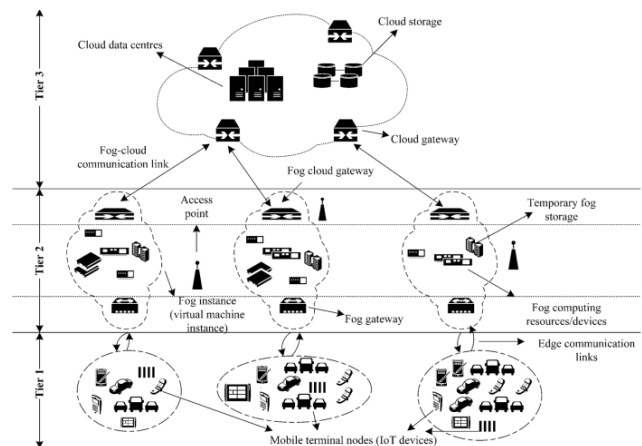 Cloud data centres
Cloud storage
Tier 3
Cloud gateway
Fog-cloud
communication link
Fog cloud gateway
Access
point
Temporary fog
storage
Tier 2
Fog instance
(virtual machine
instance)
Fog gateway
Fog computing
resources/devices
Edge communication
links
Tier 1
Mobile terminal nodes (IoT devices)